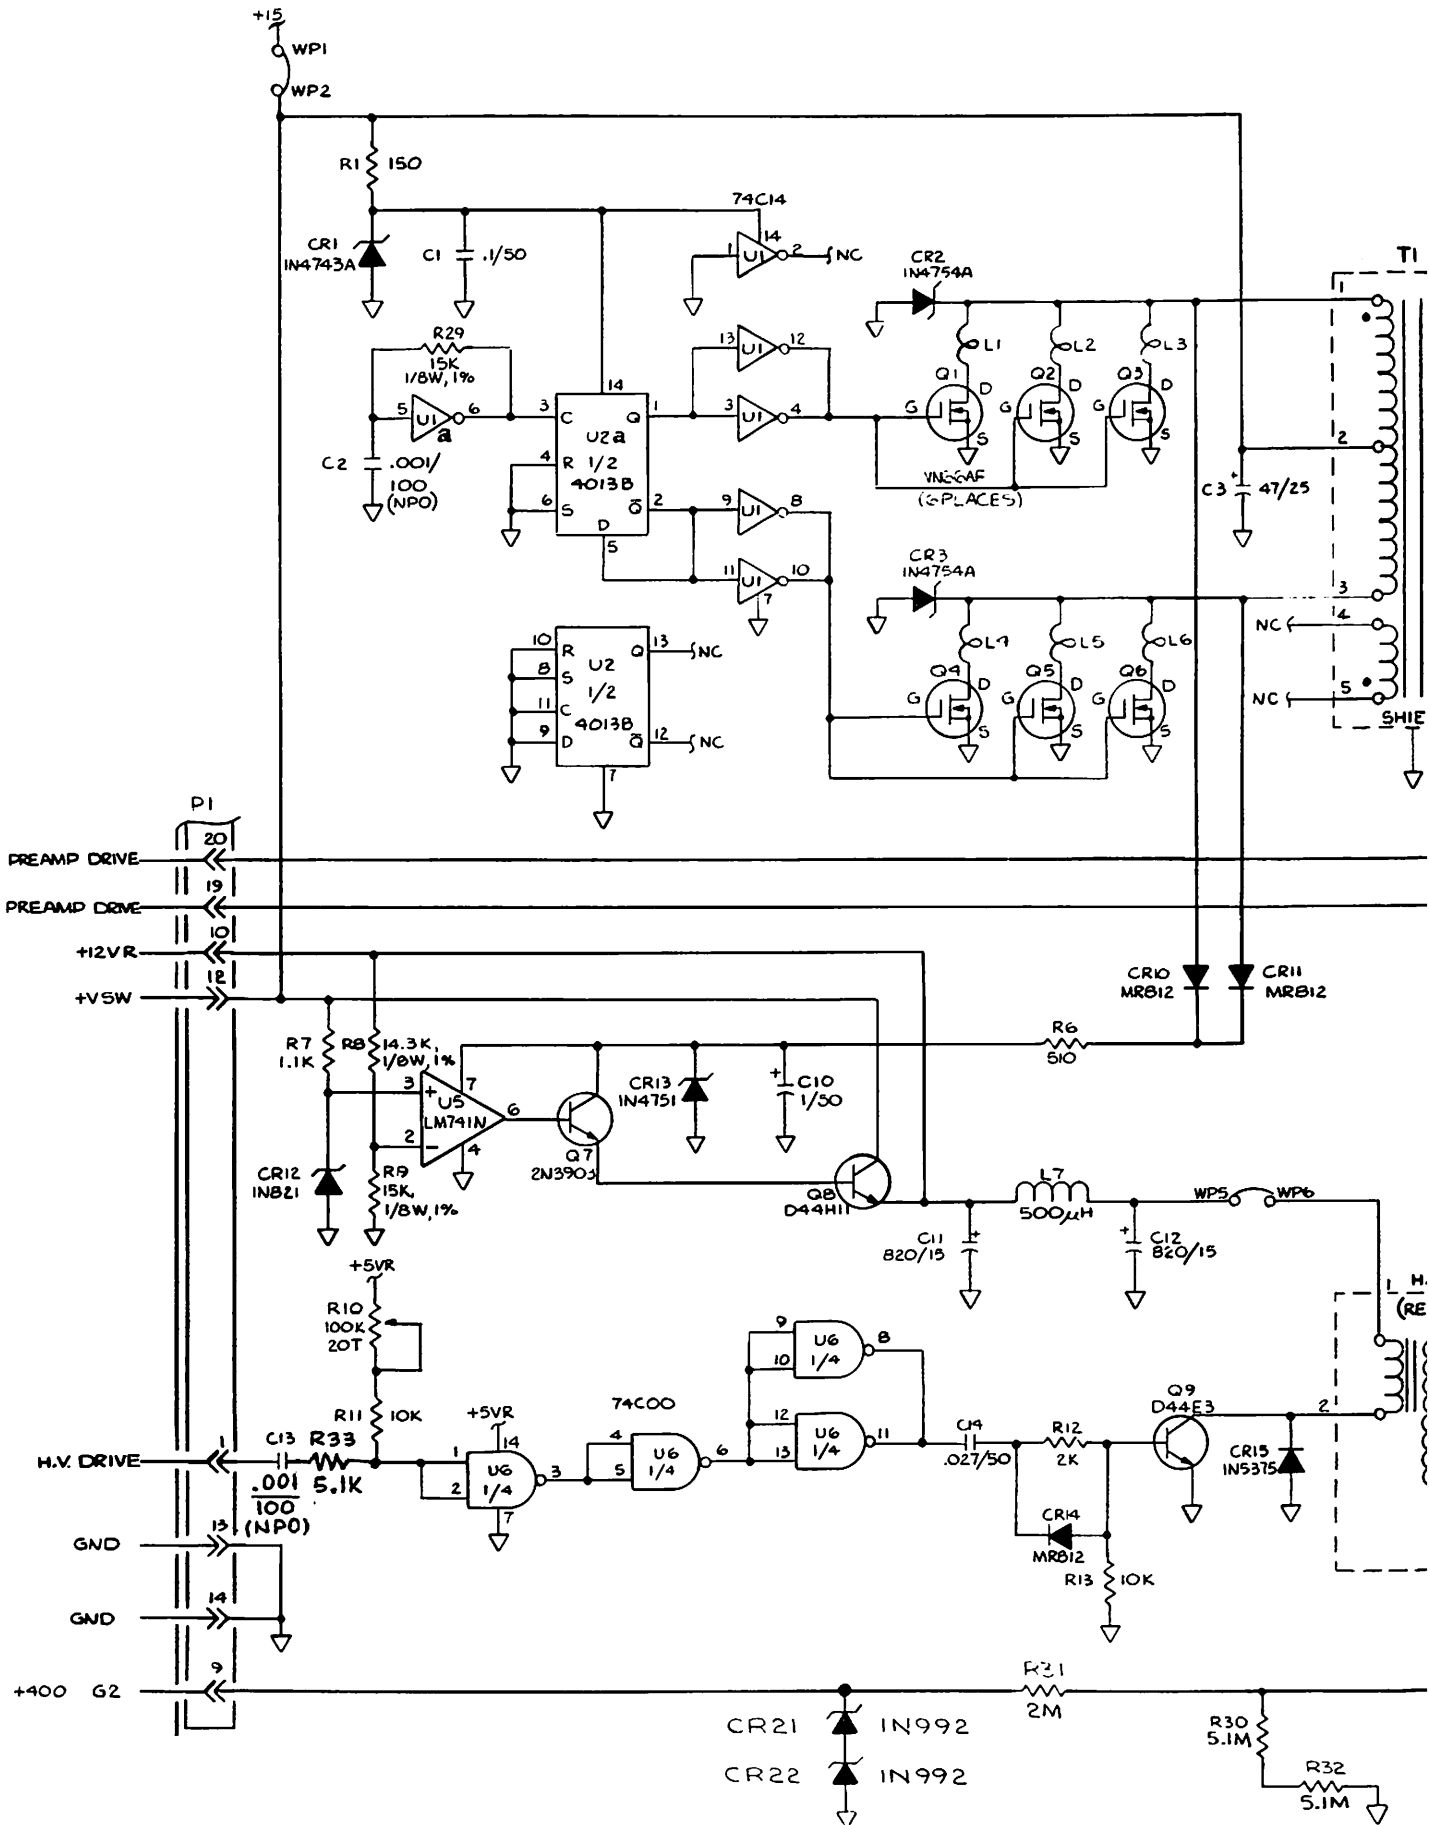 +15
WP1
WP2
R1 150
74C14
14
CR1
1N4743A
C1 .1/50
1 U1 2 NC
CR2
1N4754A
T1
1
R29
15K
1/8W, 1%
13 U1 12
L1 L2 L3
Q1 D Q2 D Q3 D
5 U1 6
a
14
3 C Q 1
3 U1 4
G G G
S S S
2
C2 .001/
100
(NPO)
U2a
1/2
4013B
4 R
6 S Q̄ 2
D
5
9 U1 8
(6 PLACES)
C3 + 47/25
11 U1 10
7
CR3
1N4754A
3
NC 4
L5 L6
10 R Q 13 NC
8 S
U2
1/2
11 C
4013B
9 D Q̄ 12 NC
7
Q4 D Q5 D Q6 D
G G G
S S S
NC 5
SHIE
P1
20
PREAMP DRIVE
19
PREAMP DRIVE
10
+12VR
12
+VSW
CR10
MR812
CR11
MR812
R7
1.1K
R8 14.3K,
1/8W, 1%
R6
510
3 + 7
U5
LM741N
6
2 − 4
CR13
1N4751
+ C10
1/50
Q7
CR12
1N821
R9
15K,
1/8W, 1%
Q8
D44H11
L7
500μH
WP5 WP6
C11 +
820/15
+ C12
820/15
+5VR
R10
100K
20T
1 H.
(RE
9 U6 8
10 1/4
R11 10K
+5VR
74C00
12 U6 11
13 1/4
Q9
D44E3
2
1
H.V. DRIVE
C13 R33
.001 5.1K
100
(NPO)
14
1 U6 3
2 1/4
7
4 U6 6
5 1/4
C14
.027/50
R12
2K
CR15
1N5375
CR14
MR812
13
GND
R13 10K
14
GND
9
+400 G2
R31
2M
CR21 1N992
R30
5.1M
CR22 1N992
R32
5.1M